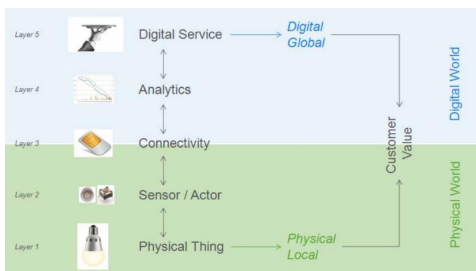 Layer 5
Digital Service
Digital
Global
Layer 4
Analytics
Layer 3
Connectivity
Customer
Value
Digital World
Layer 2
Sensor / Actor
Physical World
Layer 1
Physical Thing
Physical
Local